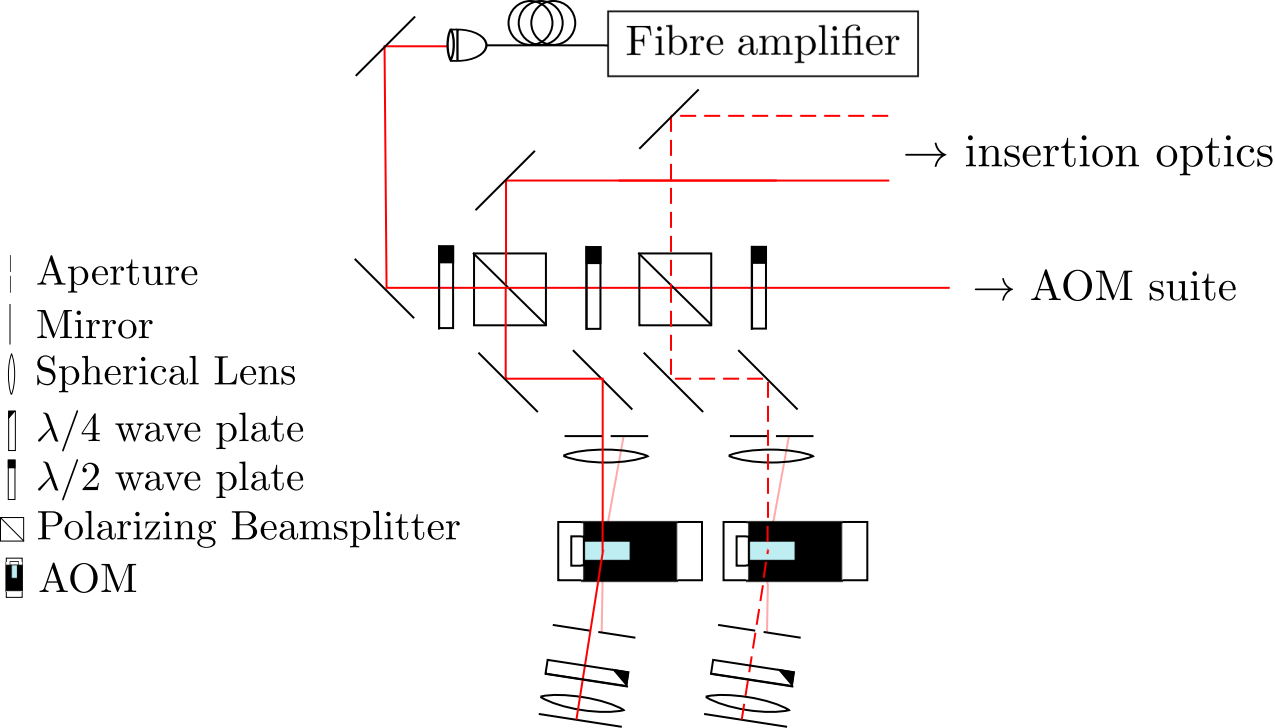 Fibre amplifier
→ insertion optics
→ AOM suite
Aperture
Mirror
Spherical Lens
λ/4 wave plate
λ/2 wave plate
Polarizing Beamsplitter
AOM